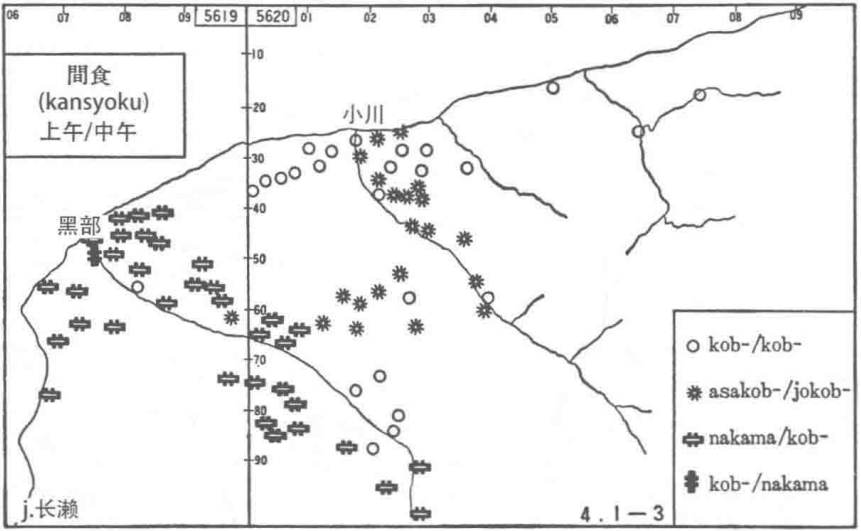 06 07 08 09 5619 5620 01 02 03 04 05 06 07 08 09
10
20
30
40
50
60
70
80
90
間食
(kansyoku)
上午/中午
小川
黑部
j.长濑
kob-/kob-
asakob-/jokob-
nakama/kob-
kob-/nakama
4.1—3